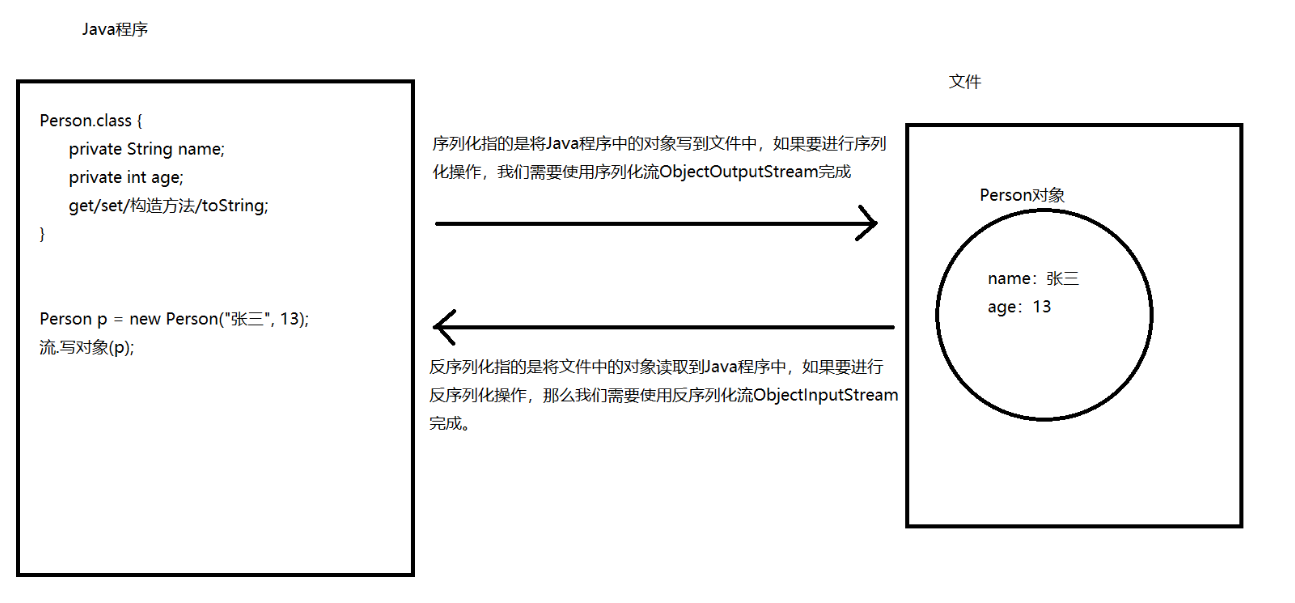 Java程序
Person.class {
private String name;
private int age;
get/set/构造方法/toString;
}
Person p = new Person("张三", 13);
流.写对象(p);
序列化指的是将Java程序中的对象写到文件中，如果要进行序列
化操作，我们需要使用序列化流ObjectOutputStream完成
反序列化指的是将文件中的对象读取到Java程序中，如果要进行
反序列化操作，那么我们需要使用反序列化流ObjectInputStream
完成。
文件
Person对象
name：张三
age：13